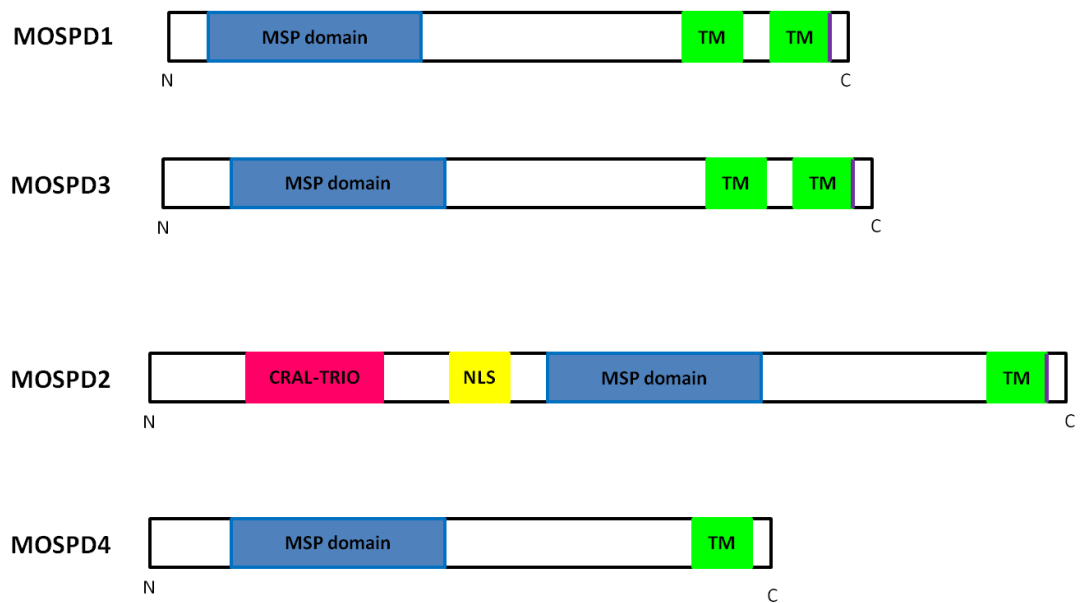 MOSPD1
MSP domain
TM
TM
N
C
MOSPD3
MSP domain
TM
TM
N
C
MOSPD2
CRAL-TRIO
NLS
MSP domain
TM
N
C
MOSPD4
MSP domain
TM
N
C